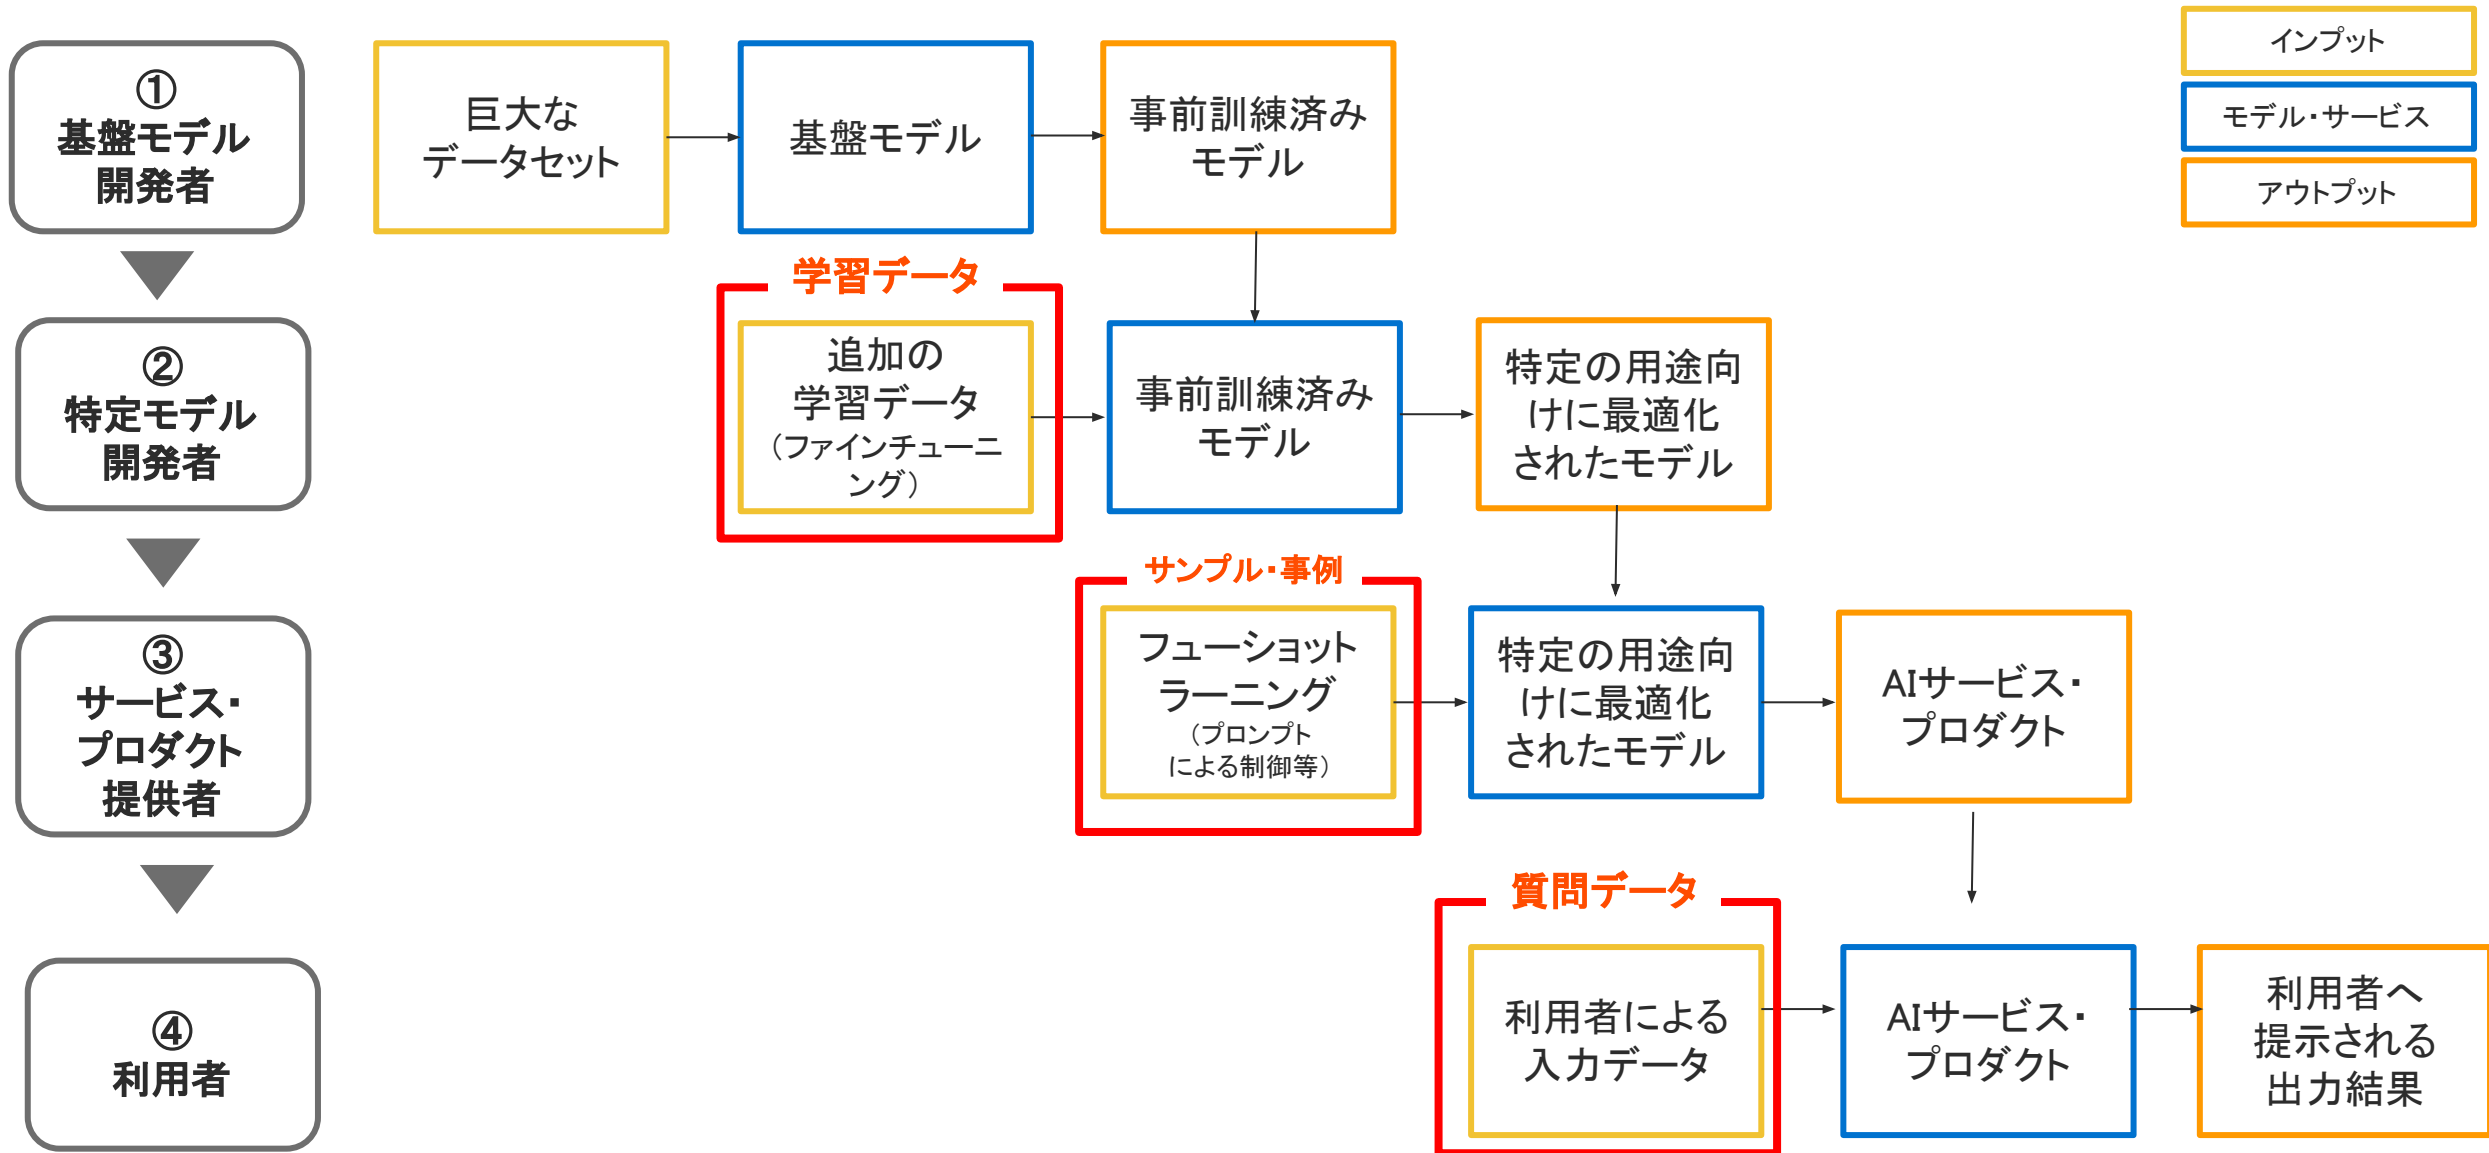 インプット
モデル・サービス
アウトプット
①
基盤モデル
開発者
巨大な
データセット
基盤モデル
事前訓練済み
モデル
学習データ
②
特定モデル
開発者
追加の
学習データ
（ファインチューニ
ング）
事前訓練済み
モデル
特定の用途向
けに最適化
されたモデル
サンプル・事例
③
サービス・
プロダクト
提供者
フューショット
ラーニング
（プロンプト
による制御等）
特定の用途向
けに最適化
されたモデル
AIサービス・
プロダクト
質問データ
④
利用者
利用者による
入力データ
AIサービス・
プロダクト
利用者へ
提示される
出力結果